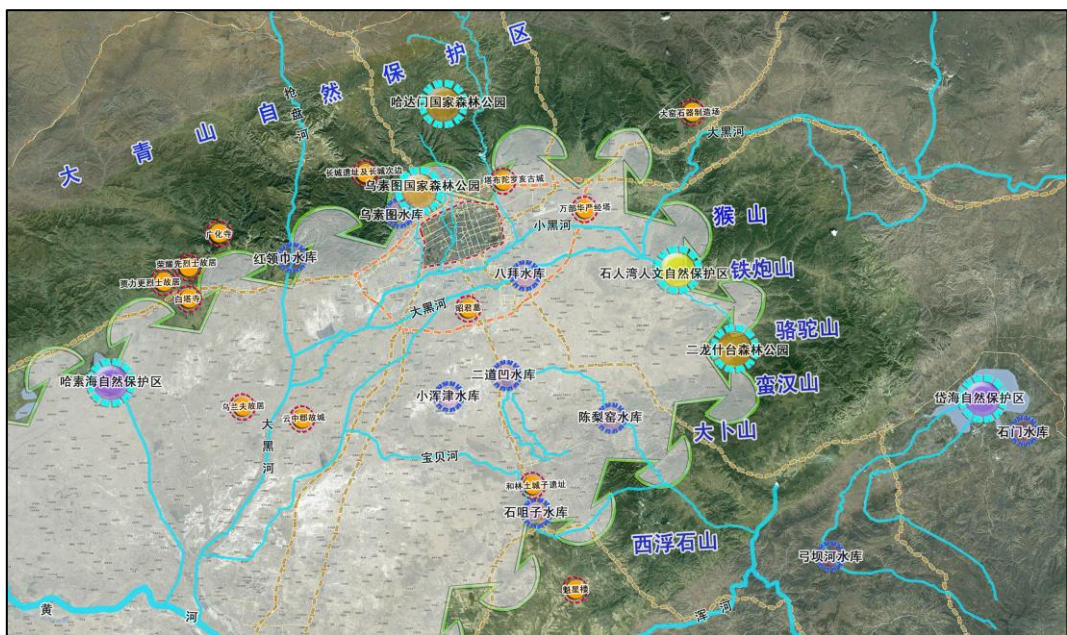 大青山自然保护区
哈达门国家森林公园
抢盘河
大窑石器制造场
大黑河
长城遗址及长城次边
乌素图国家森林公园
塔布陀罗亥古城
乌素图水库
万部华严经塔
小黑河
猴山
广化寺
红领巾水库
荣耀先烈士故居
贾力更烈士故居
白塔寺
八拜水库
石人湾人文自然保护区
铁炮山
大黑河
昭君墓
骆驼山
二龙什台森林公园
哈素海自然保护区
二道凹水库
小浑津水库
蛮汉山
岱海自然保护区
乌兰夫故居
云中郡故城
陈梨窑水库
大卜山
石门水库
大黑河
宝贝河
和林土城子遗址
石咀子水库
西浮石山
弓坝河水库
魁星楼
黄河
浑河